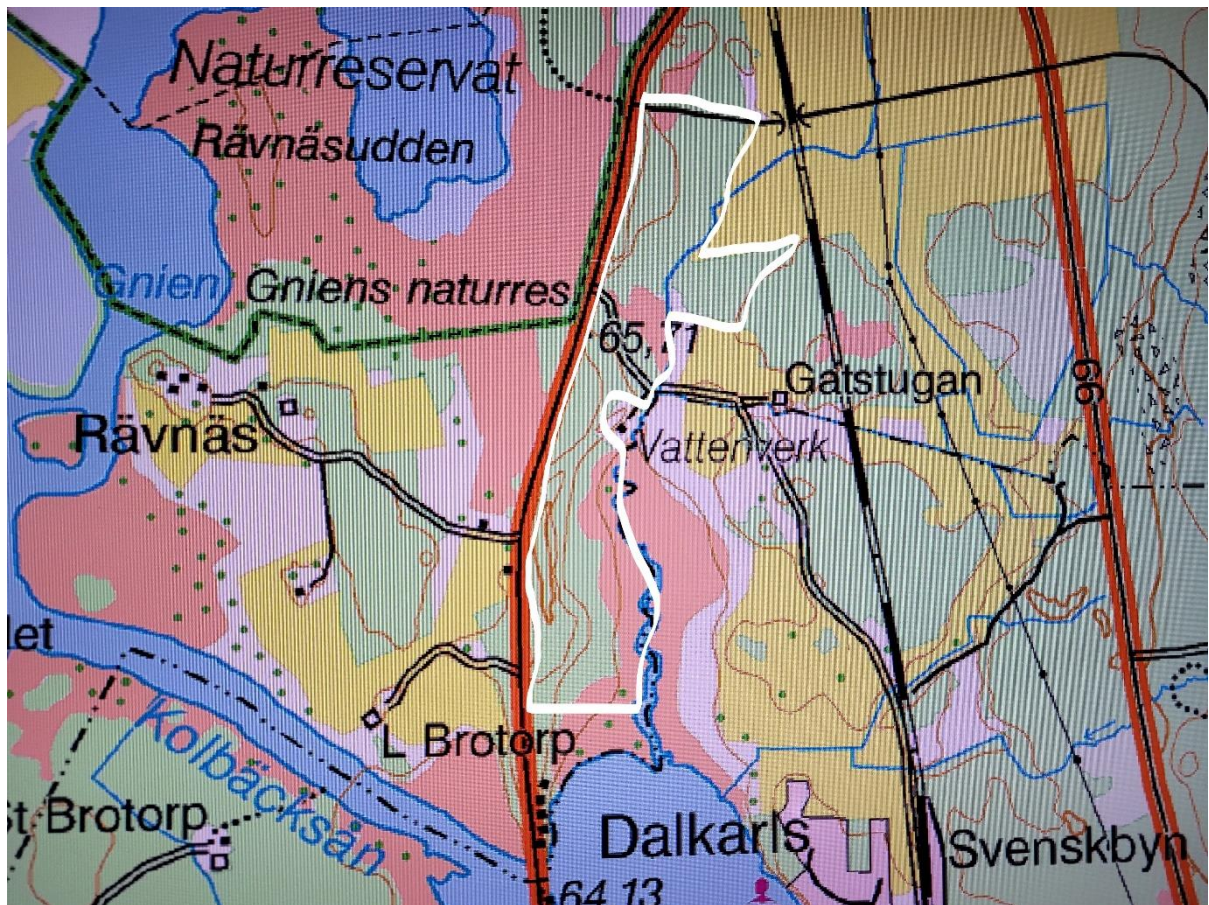 Naturreservat
Rävnäsudden
Gnien
Gniens naturres
65,71
Gatstugan
66
Rävnäs
Vattenverk
let
L Brotorp
Kolbäcksån
St Brotorp
Dalkarls
Svenskbyn
64,13